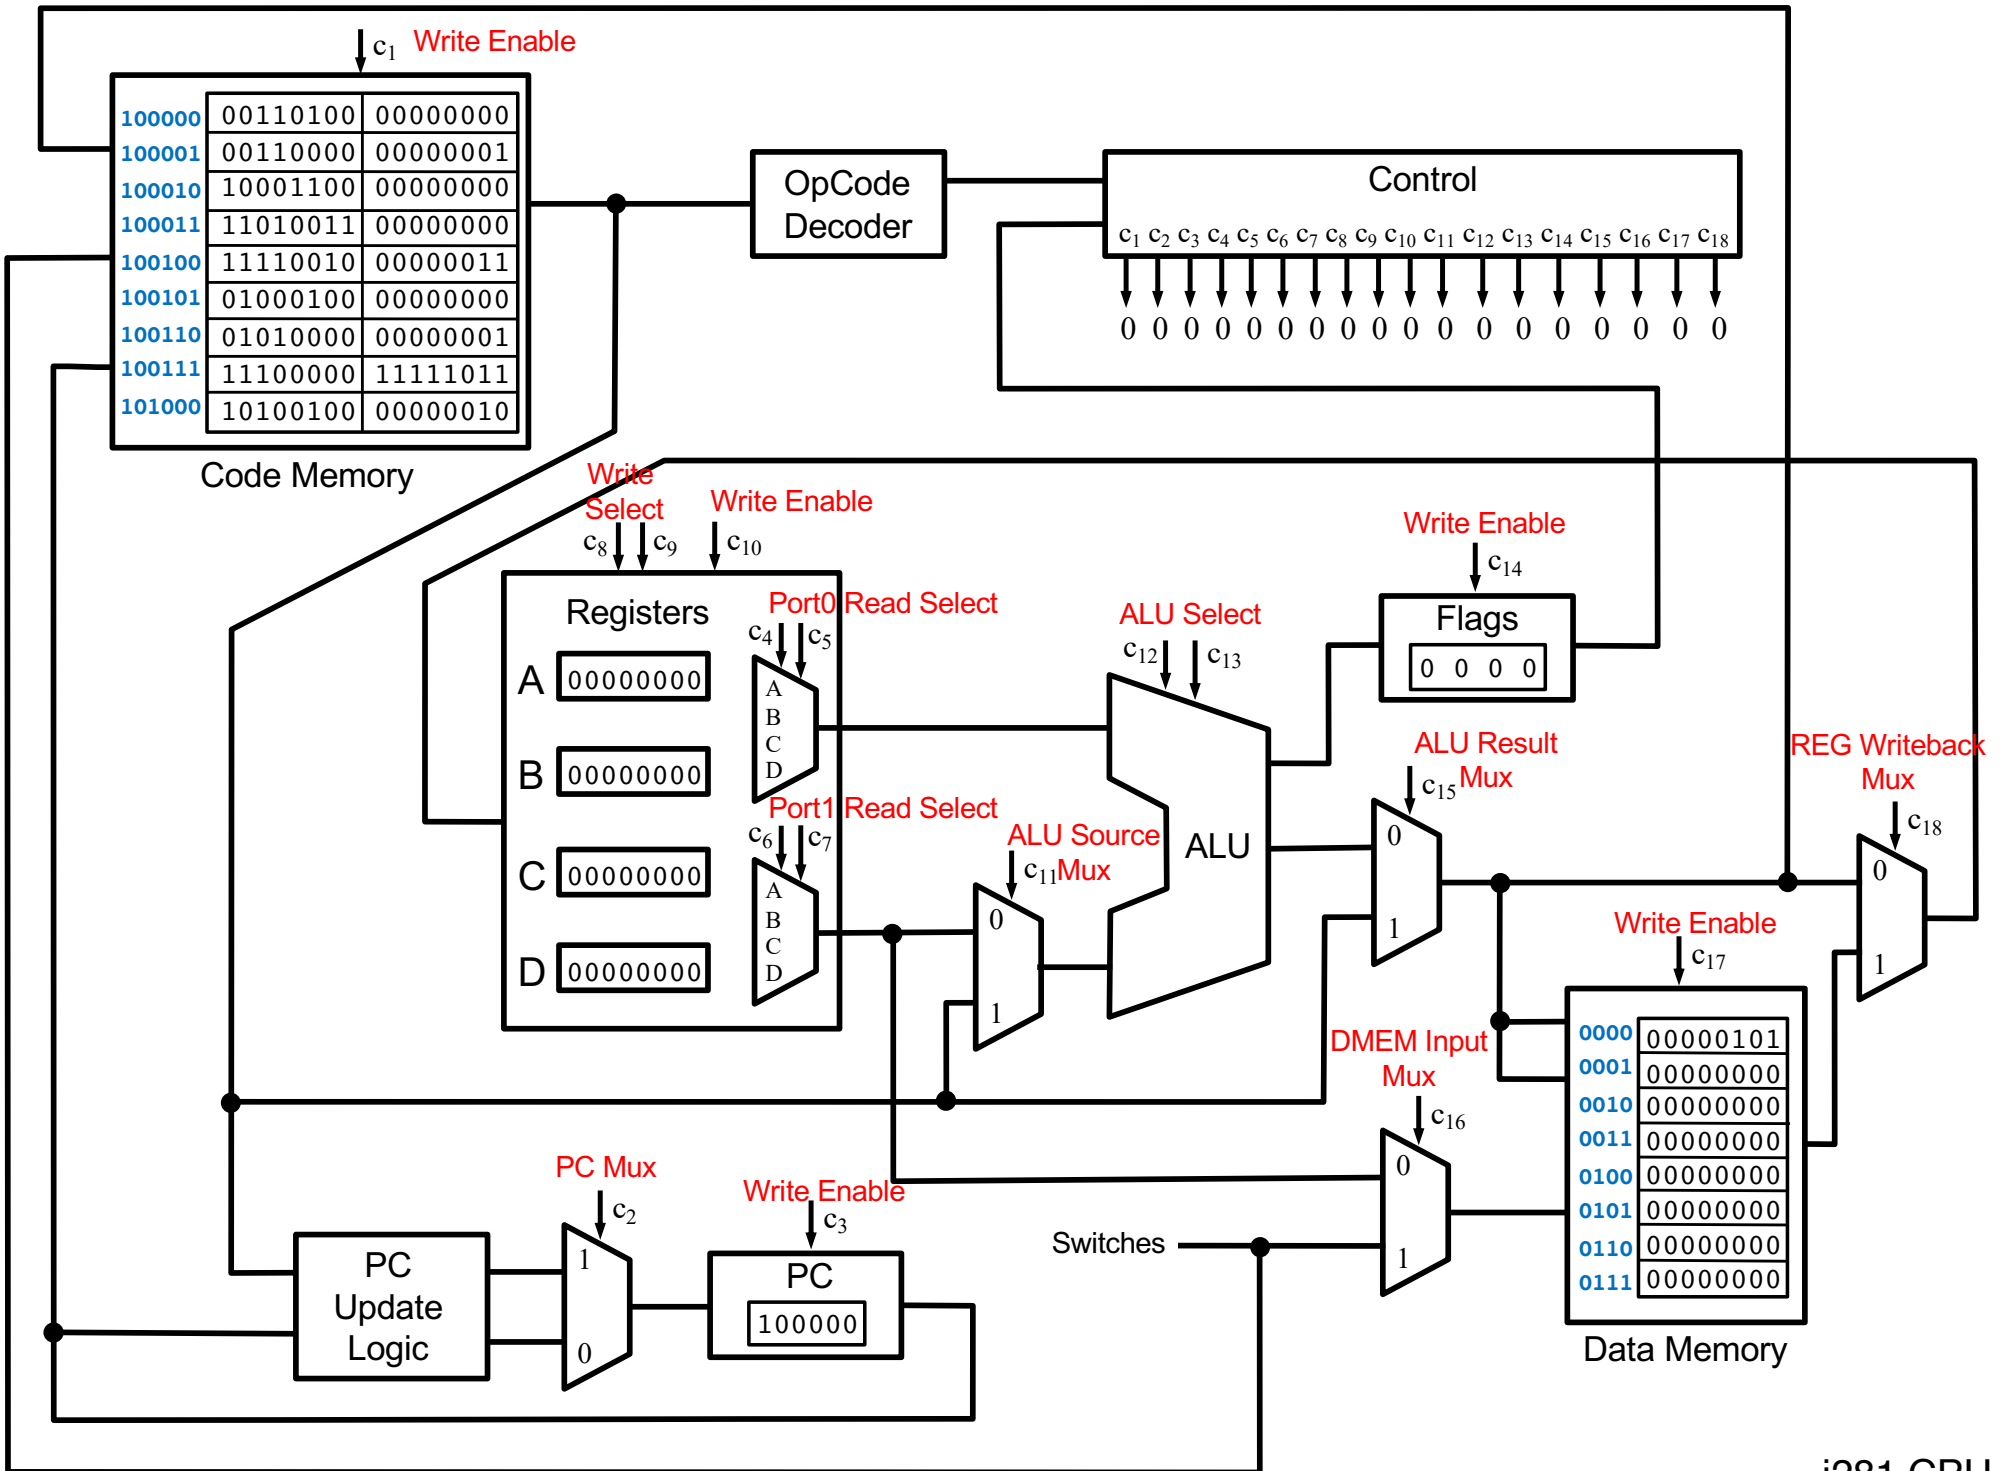 c1 Write Enable
100000 00110100 00000000
100001 00110000 00000001
100010 10001100 00000000
100011 11010011 00000000
100100 11110010 00000011
100101 01000100 00000000
100110 01010000 00000001
100111 11100000 11111011
101000 10100100 00000010
Code Memory
OpCode
Decoder
Control
c1 c2 c3 c4 c5 c6 c7 c8 c9 c10 c11 c12 c13 c14 c15 c16 c17 c18
0 0 0 0 0 0 0 0 0 0 0 0 0 0 0 0 0 0
Write
Select
c8 c9
Write Enable
c10
Registers
A 00000000
B 00000000
C 00000000
D 00000000
Port0 Read Select
c4 c5
A
B
C
D
Port1 Read Select
c6 c7
A
B
C
D
ALU Source
c11 Mux
0
1
ALU Select
c12 c13
ALU
Write Enable
c14
Flags
0 0 0 0
ALU Result
Mux
c15
0
1
REG Writeback
Mux
c18
0
1
Write Enable
c17
0000 00000101
0001 00000000
0010 00000000
0011 00000000
0100 00000000
0101 00000000
0110 00000000
0111 00000000
Data Memory
DMEM Input
Mux
c16
0
1
Switches
PC Mux
c2
1
0
Write Enable
c3
PC
100000
PC
Update
Logic
i281 CPU